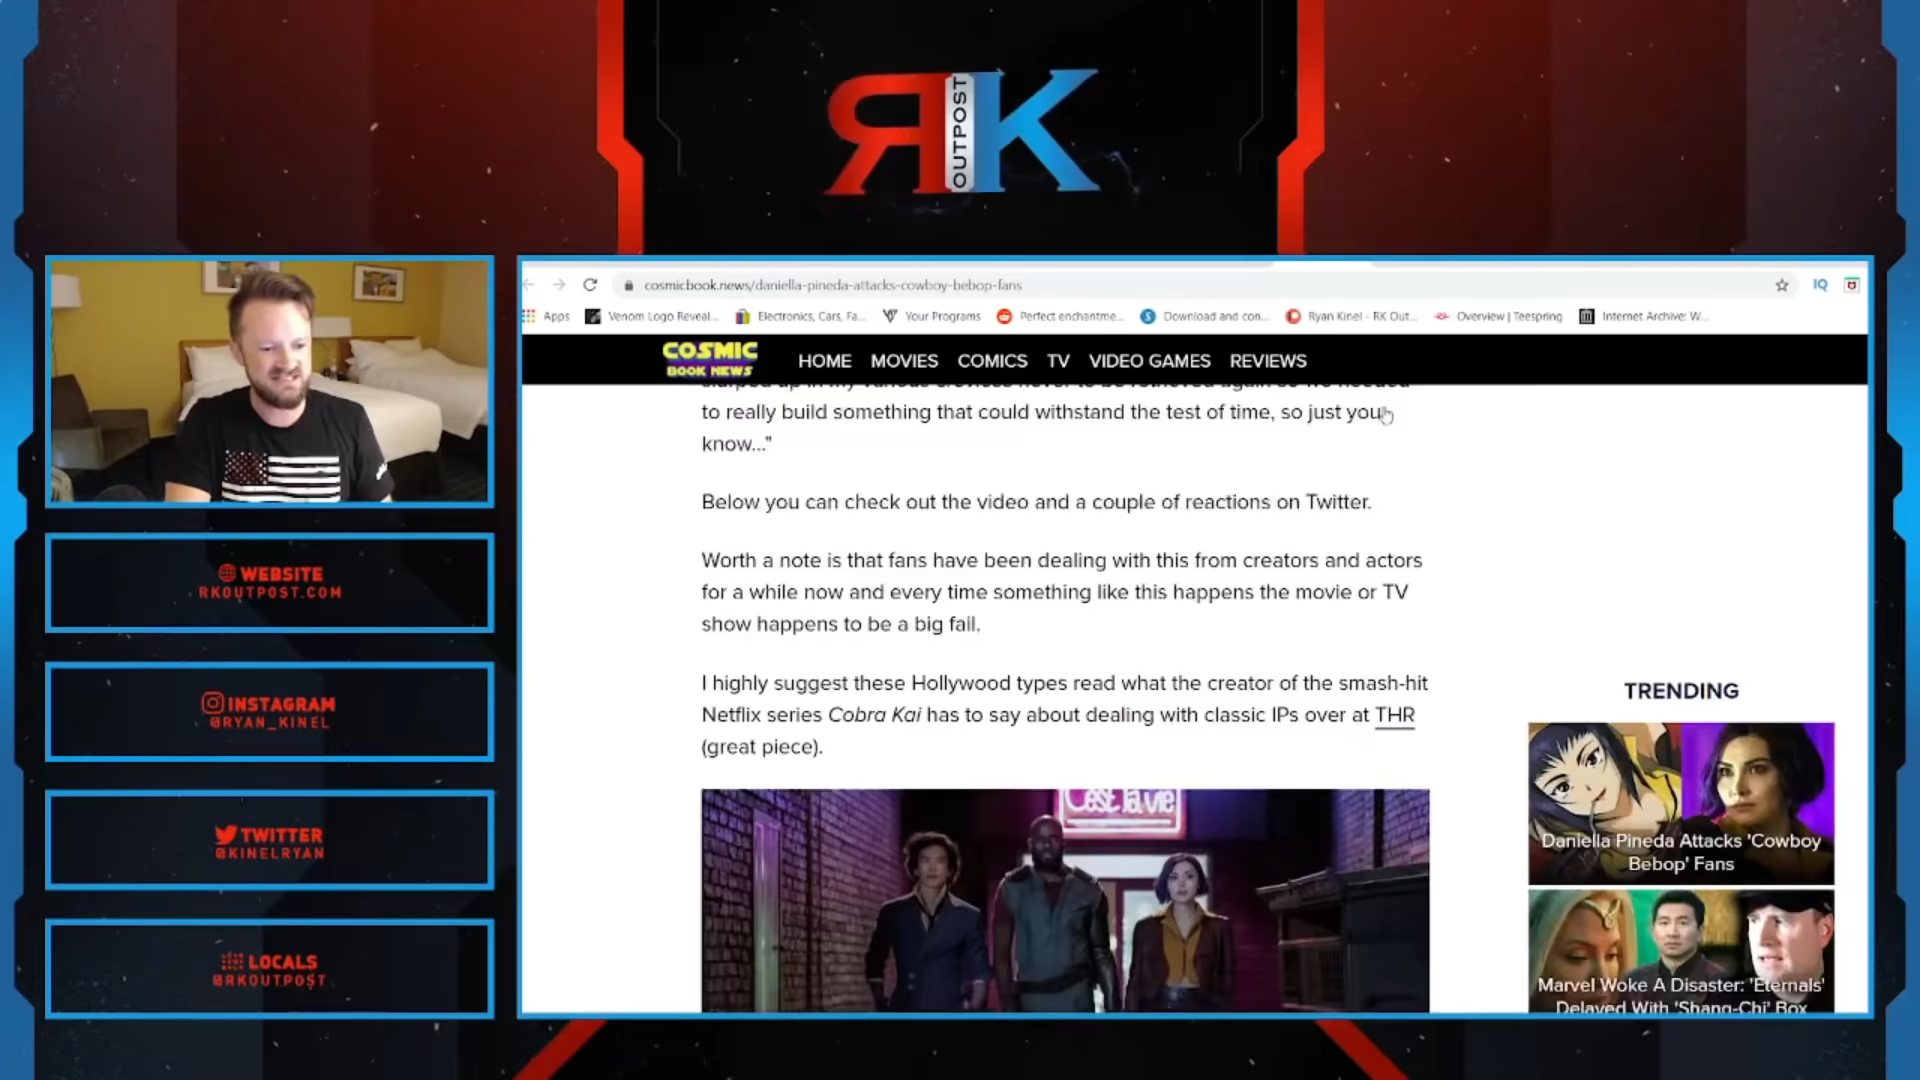 RK
OUTPOST
cosmicbook.news/daniella-pineda-attacks-cowboy-bebop-fans
IQ
Apps
Venom Logo Reveal...
Electronics, Cars, Fa...
Your Programs
Perfect enchantme...
Download and con...
Ryan Kinel - RK Out...
Overview | Teespring
Internet Archive: W...
COSMIC
BOOK NEWS
HOME MOVIES COMICS TV VIDEO GAMES REVIEWS
to really build something that could withstand the test of time, so just you
know..."
Below you can check out the video and a couple of reactions on Twitter.
Worth a note is that fans have been dealing with this from creators and actors
for a while now and every time something like this happens the movie or TV
show happens to be a big fail.
I highly suggest these Hollywood types read what the creator of the smash-hit
Netflix series Cobra Kai has to say about dealing with classic IPs over at THR
(great piece).
C'est la vie
TRENDING
Daniella Pineda Attacks 'Cowboy
Bebop' Fans
Marvel Woke A Disaster: 'Eternals'
Delayed With 'Shang-Chi' Box
WEBSITE
RKOUTPOST.COM
INSTAGRAM
@RYAN_KINEL
TWITTER
@KINELRYAN
LOCALS
@RKOUTPOST